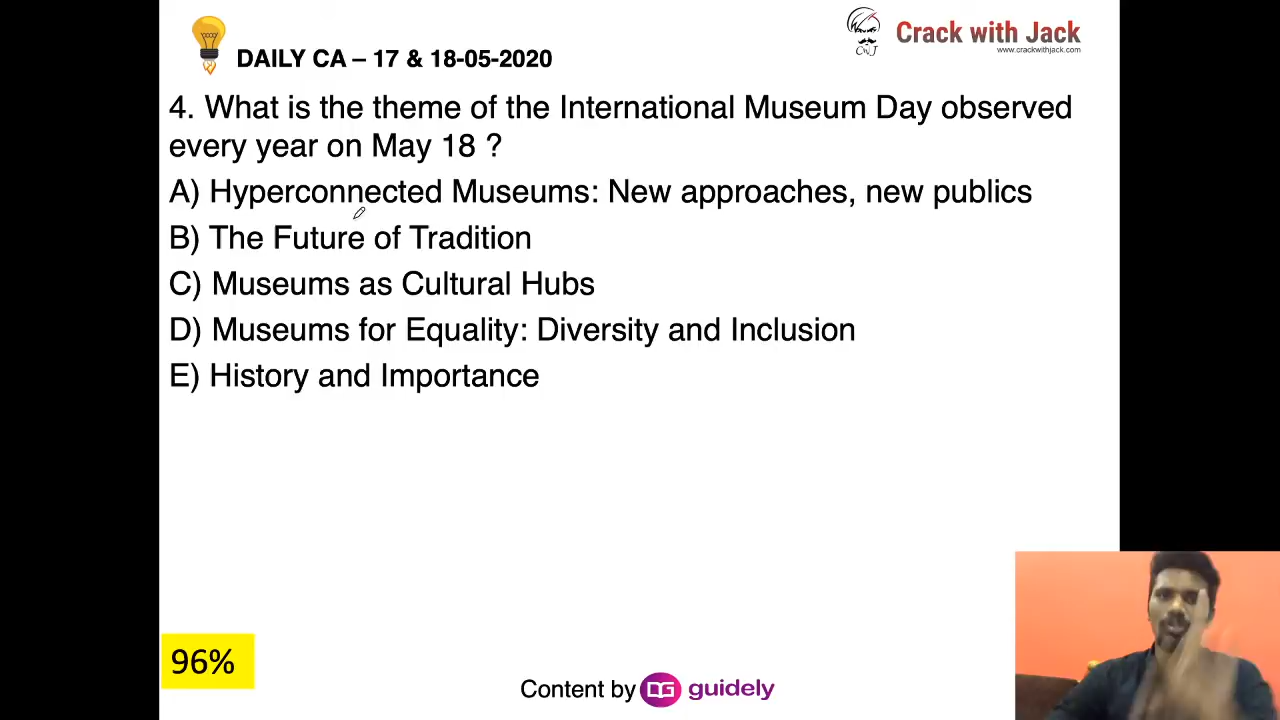 Crack with Jack
www.crackwithjack.com
CWJ
DAILY CA – 17 & 18-05-2020
4. What is the theme of the International Museum Day observed
every year on May 18 ?
A) Hyperconnected Museums: New approaches, new publics
B) The Future of Tradition
C) Museums as Cultural Hubs
D) Museums for Equality: Diversity and Inclusion
E) History and Importance
96%
Content by guidely